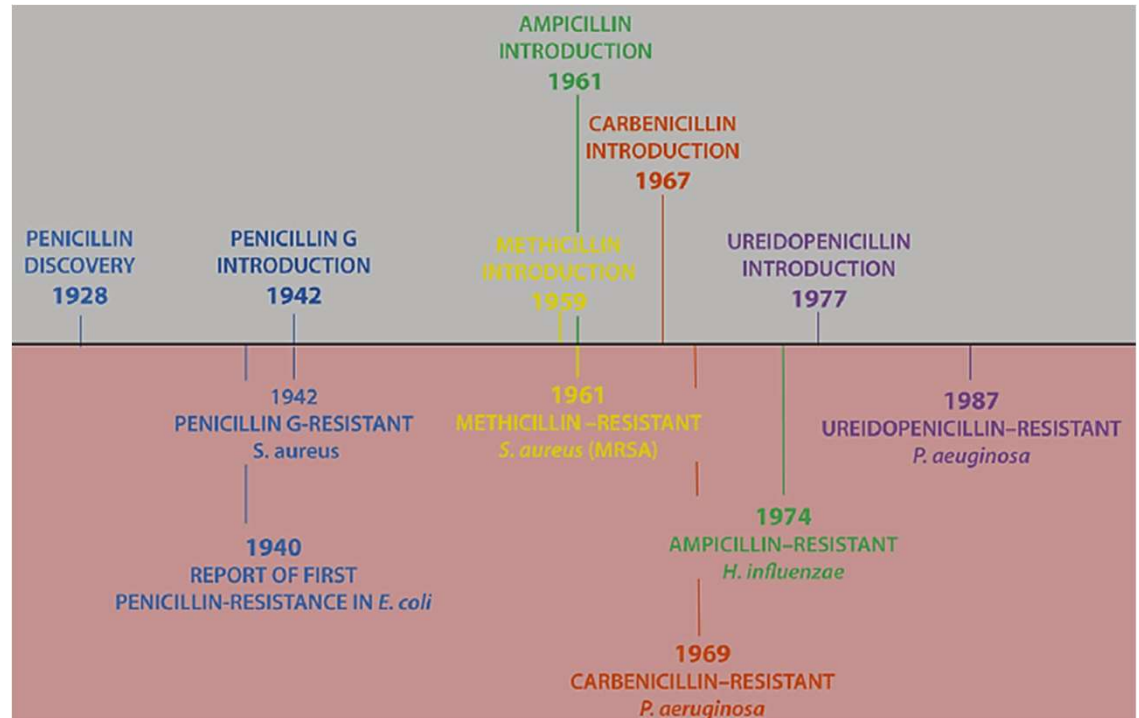 AMPICILLIN
INTRODUCTION
1961
CARBENICILLIN
INTRODUCTION
1967
PENICILLIN
DISCOVERY
1928
PENICILLIN G
INTRODUCTION
1942
METHICILLIN
INTRODUCTION
1959
UREIDOPENICILLIN
INTRODUCTION
1977
1942
PENICILLIN G-RESISTANT
S. aureus
1961
METHICILLIN –RESISTANT
S. aureus (MRSA)
1987
UREIDOPENICILLIN–RESISTANT
P. aeuginosa
1940
REPORT OF FIRST
PENICILLIN-RESISTANCE IN E. coli
1974
AMPICILLIN–RESISTANT
H. influenzae
1969
CARBENICILLIN–RESISTANT
P. aeruginosa